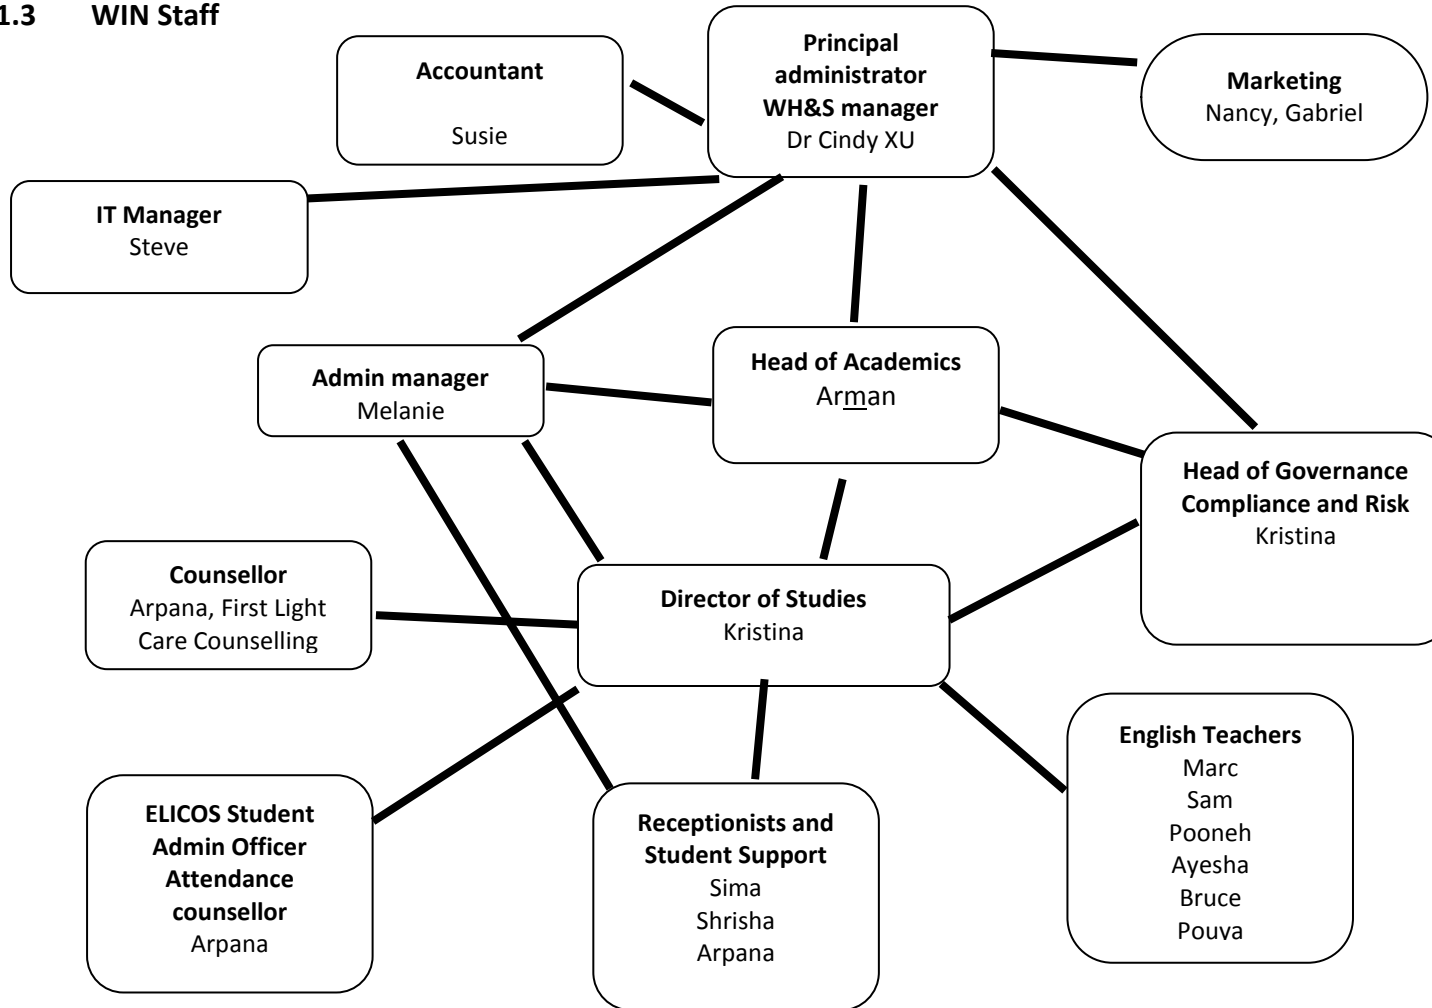 1.3 WIN Staff
Principal
administrator
WH&S manager
Dr Cindy XU
Accountant
Susie
Marketing
Nancy, Gabriel
IT Manager
Steve
Admin manager
Melanie
Head of Academics
Arman
Head of Governance
Compliance and Risk
Kristina
Counsellor
Arpana, First Light
Care Counselling
Director of Studies
Kristina
English Teachers
Marc
Sam
Pooneh
Ayesha
Bruce
Pouva
ELICOS Student
Admin Officer
Attendance
counsellor
Arpana
Receptionists and
Student Support
Sima
Shrisha
Arpana